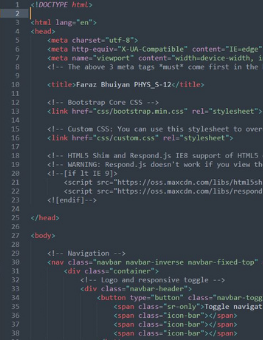 1 <!DOCTYPE html>
2
3 <html lang="en">
4 <head>
5 <meta charset="utf-8">
6 <meta http-equiv="X-UA-Compatible" content="IE=edge"
7 <meta name="viewport" content="width=device-width, i
8 <!-- The above 3 meta tags *must* come first in the
9
10 <title>Faraz Bhuiyan PHYS_S-12</title>
11
12 <!-- Bootstrap Core CSS -->
13 <link href="css/bootstrap.min.css" rel="stylesheet">
14
15 <!-- Custom CSS: You can use this stylesheet to over
16 <link href="css/custom.css" rel="stylesheet">
17
18 <!-- HTML5 Shim and Respond.js IE8 support of HTML5
19 <!-- WARNING: Respond.js doesn't work if you view th
20 <!--[if lt IE 9]>
21 <script src="https://oss.maxcdn.com/libs/html5sh
22 <script src="https://oss.maxcdn.com/libs/respond
23 <![endif]-->
24
25 </head>
26
27 <body>
28
29 <!-- Navigation -->
30 <nav class="navbar navbar-inverse navbar-fixed-top"
31 <div class="container">
32 <!-- Logo and responsive toggle -->
33 <div class="navbar-header">
34 <button type="button" class="navbar-togg
35 <span class="sr-only">Toggle navigat
36 <span class="icon-bar"></span>
37 <span class="icon-bar"></span>
38 <span class="icon-bar"></span>